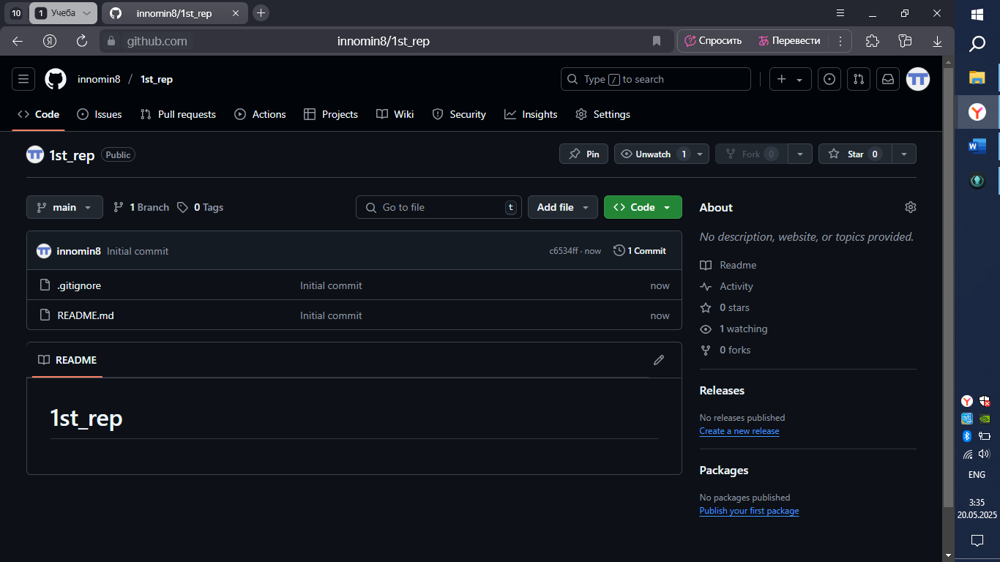 10
1 Учеба
innomin8/1st_rep
Я
github.com
innomin8/1st_rep
Спросить
Перевести
innomin8 / 1st_rep
Type / to search
Code
Issues
Pull requests
Actions
Projects
Wiki
Security
Insights
Settings
1st_rep Public
Pin
Unwatch 1
Fork 0
Star 0
main
1 Branch
0 Tags
Go to file t
Add file
Code
innomin8 Initial commit
c6534ff · now
1 Commit
.gitignore Initial commit now
README.md Initial commit now
README
1st_rep
About
No description, website, or topics provided.
Readme
Activity
0 stars
1 watching
0 forks
Releases
No releases published
Create a new release
Packages
No packages published
Publish your first package
ENG
3:35
20.05.2025